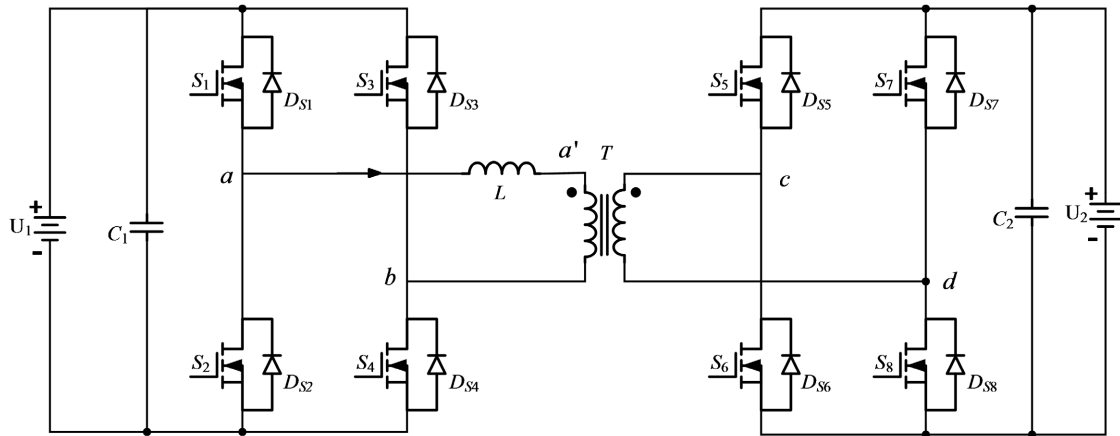 S1
DS1
S3
DS3
S5
DS5
S7
DS7
a
L
a'
T
c
+
U1
-
C1
b
d
C2
+
U2
-
S2
DS2
S4
DS4
S6
DS6
S8
DS8